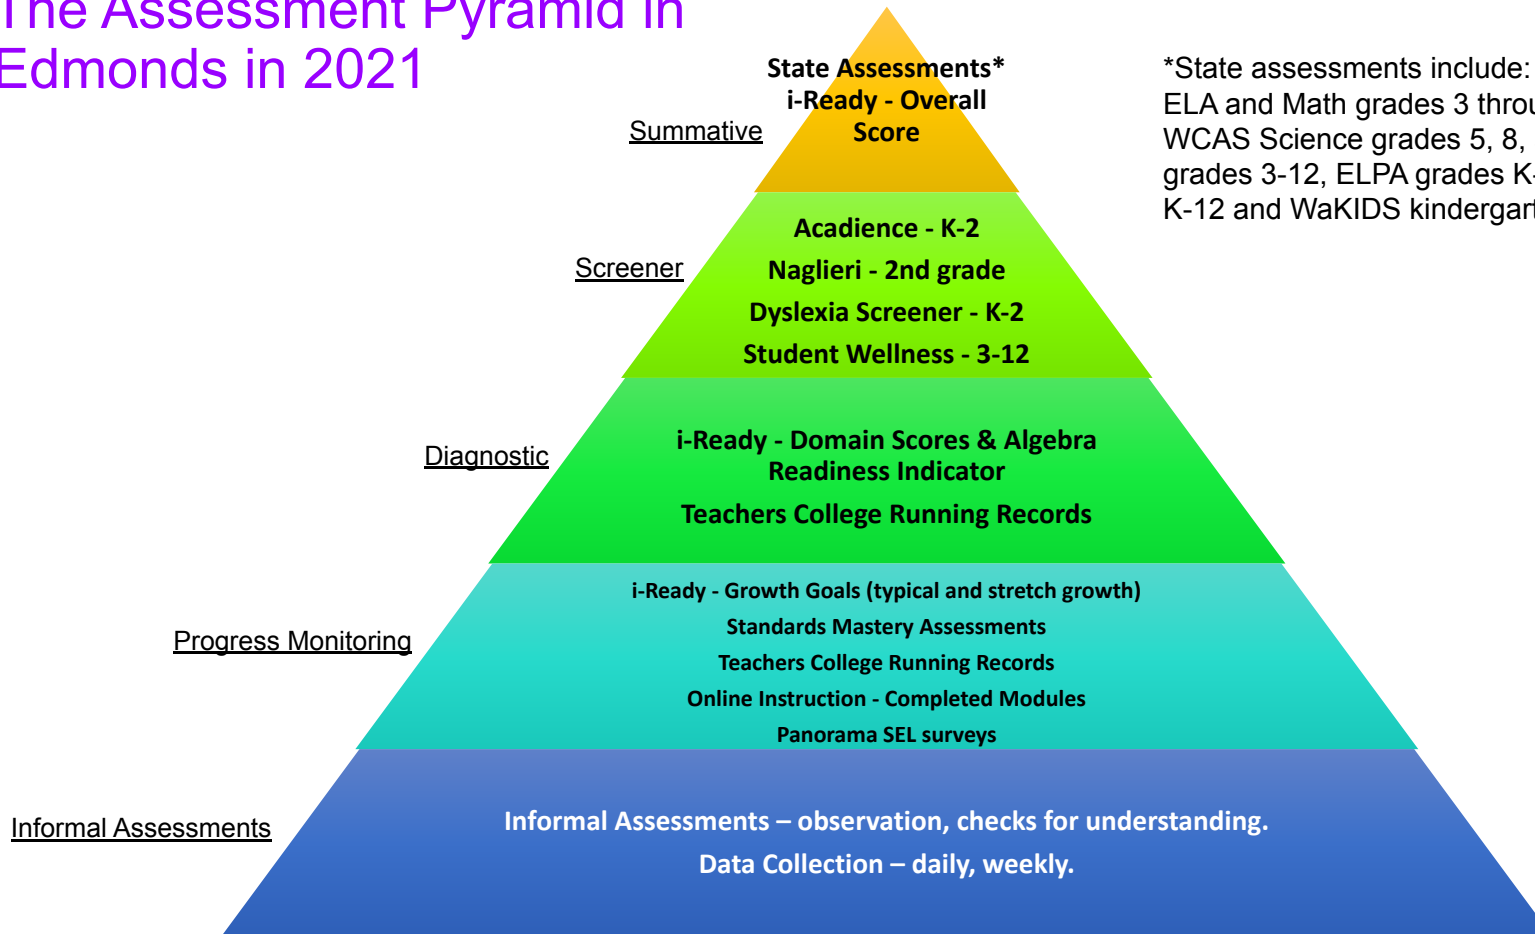 The Assessment Pyramid in
Edmonds in 2021
State Assessments*
i-Ready - Overall
Score
Summative
*State assessments include:
ELA and Math grades 3
WCAS Science grades 5, 8,
grades 3-12, ELPA grades
K-12 and WaKIDS
Acadience - K-2
Screener
Naglieri - 2nd grade
Dyslexia Screener - K-2
Student Wellness - 3-12
i-Ready - Domain Scores & Algebra
Readiness Indicator
Diagnostic
Teachers College Running Records
i-Ready - Growth Goals (typical and stretch growth)
Standards Mastery Assessments
Progress Monitoring
Teachers College Running Records
Online Instruction - Completed Modules
Panorama SEL surveys
Informal Assessments
Informal Assessments – observation, checks for understanding.
Data Collection – daily, weekly.